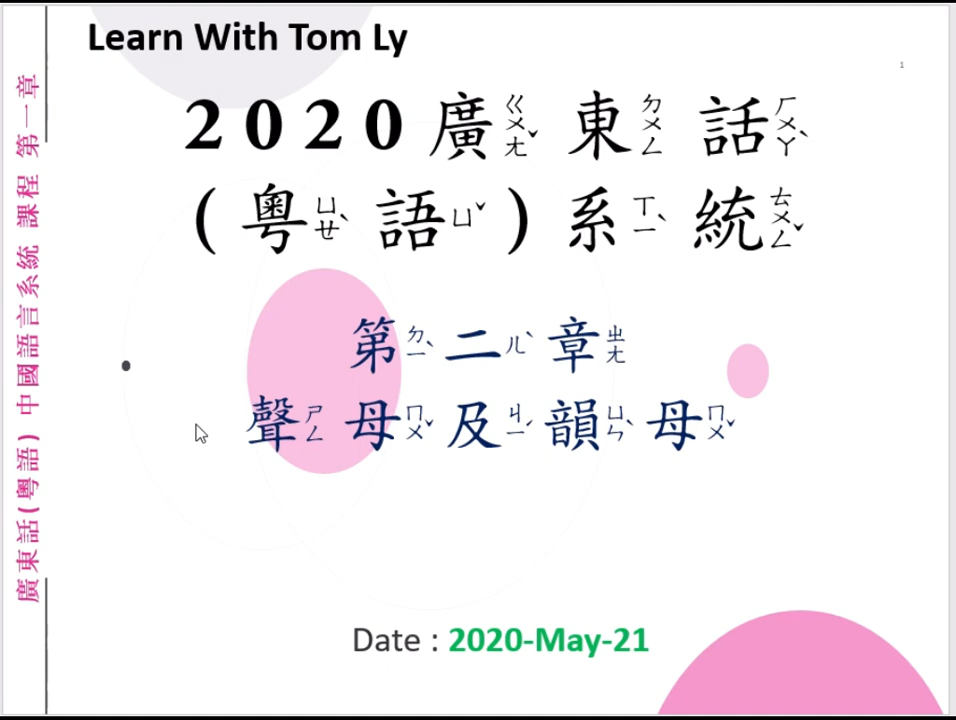 Learn With Tom Ly
1
2020廣ㄍㄨㄤˇ東ㄉㄨㄥ話ㄏㄨㄚˋ
(粵ㄩㄝˋ語ㄩˇ)系ㄒㄧˋ統ㄊㄨㄥˇ
第ㄉㄧˋ二ㄦˋ章ㄓㄤ
聲ㄕㄥ母ㄇㄨˇ及ㄐㄧˊ韻ㄩㄣˋ母ㄇㄨˇ
Date : 2020-May-21
廣東話(粵語) 中國語言系統 課程 第一章